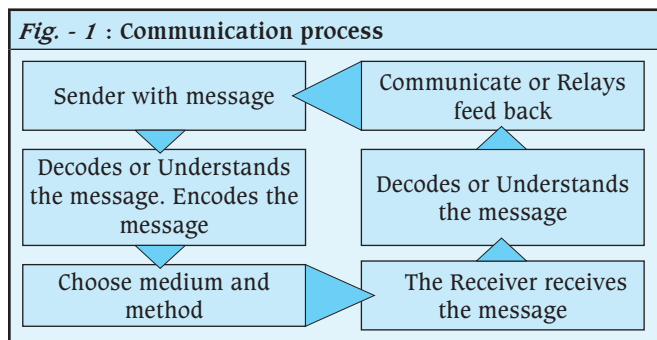 Fig. - 1 : Communication process
Sender with message
Decodes or Understands
the message. Encodes the
message
Choose medium and
method
The Receiver receives
the message
Decodes or Understands
the message
Communicate or Relays
feed back